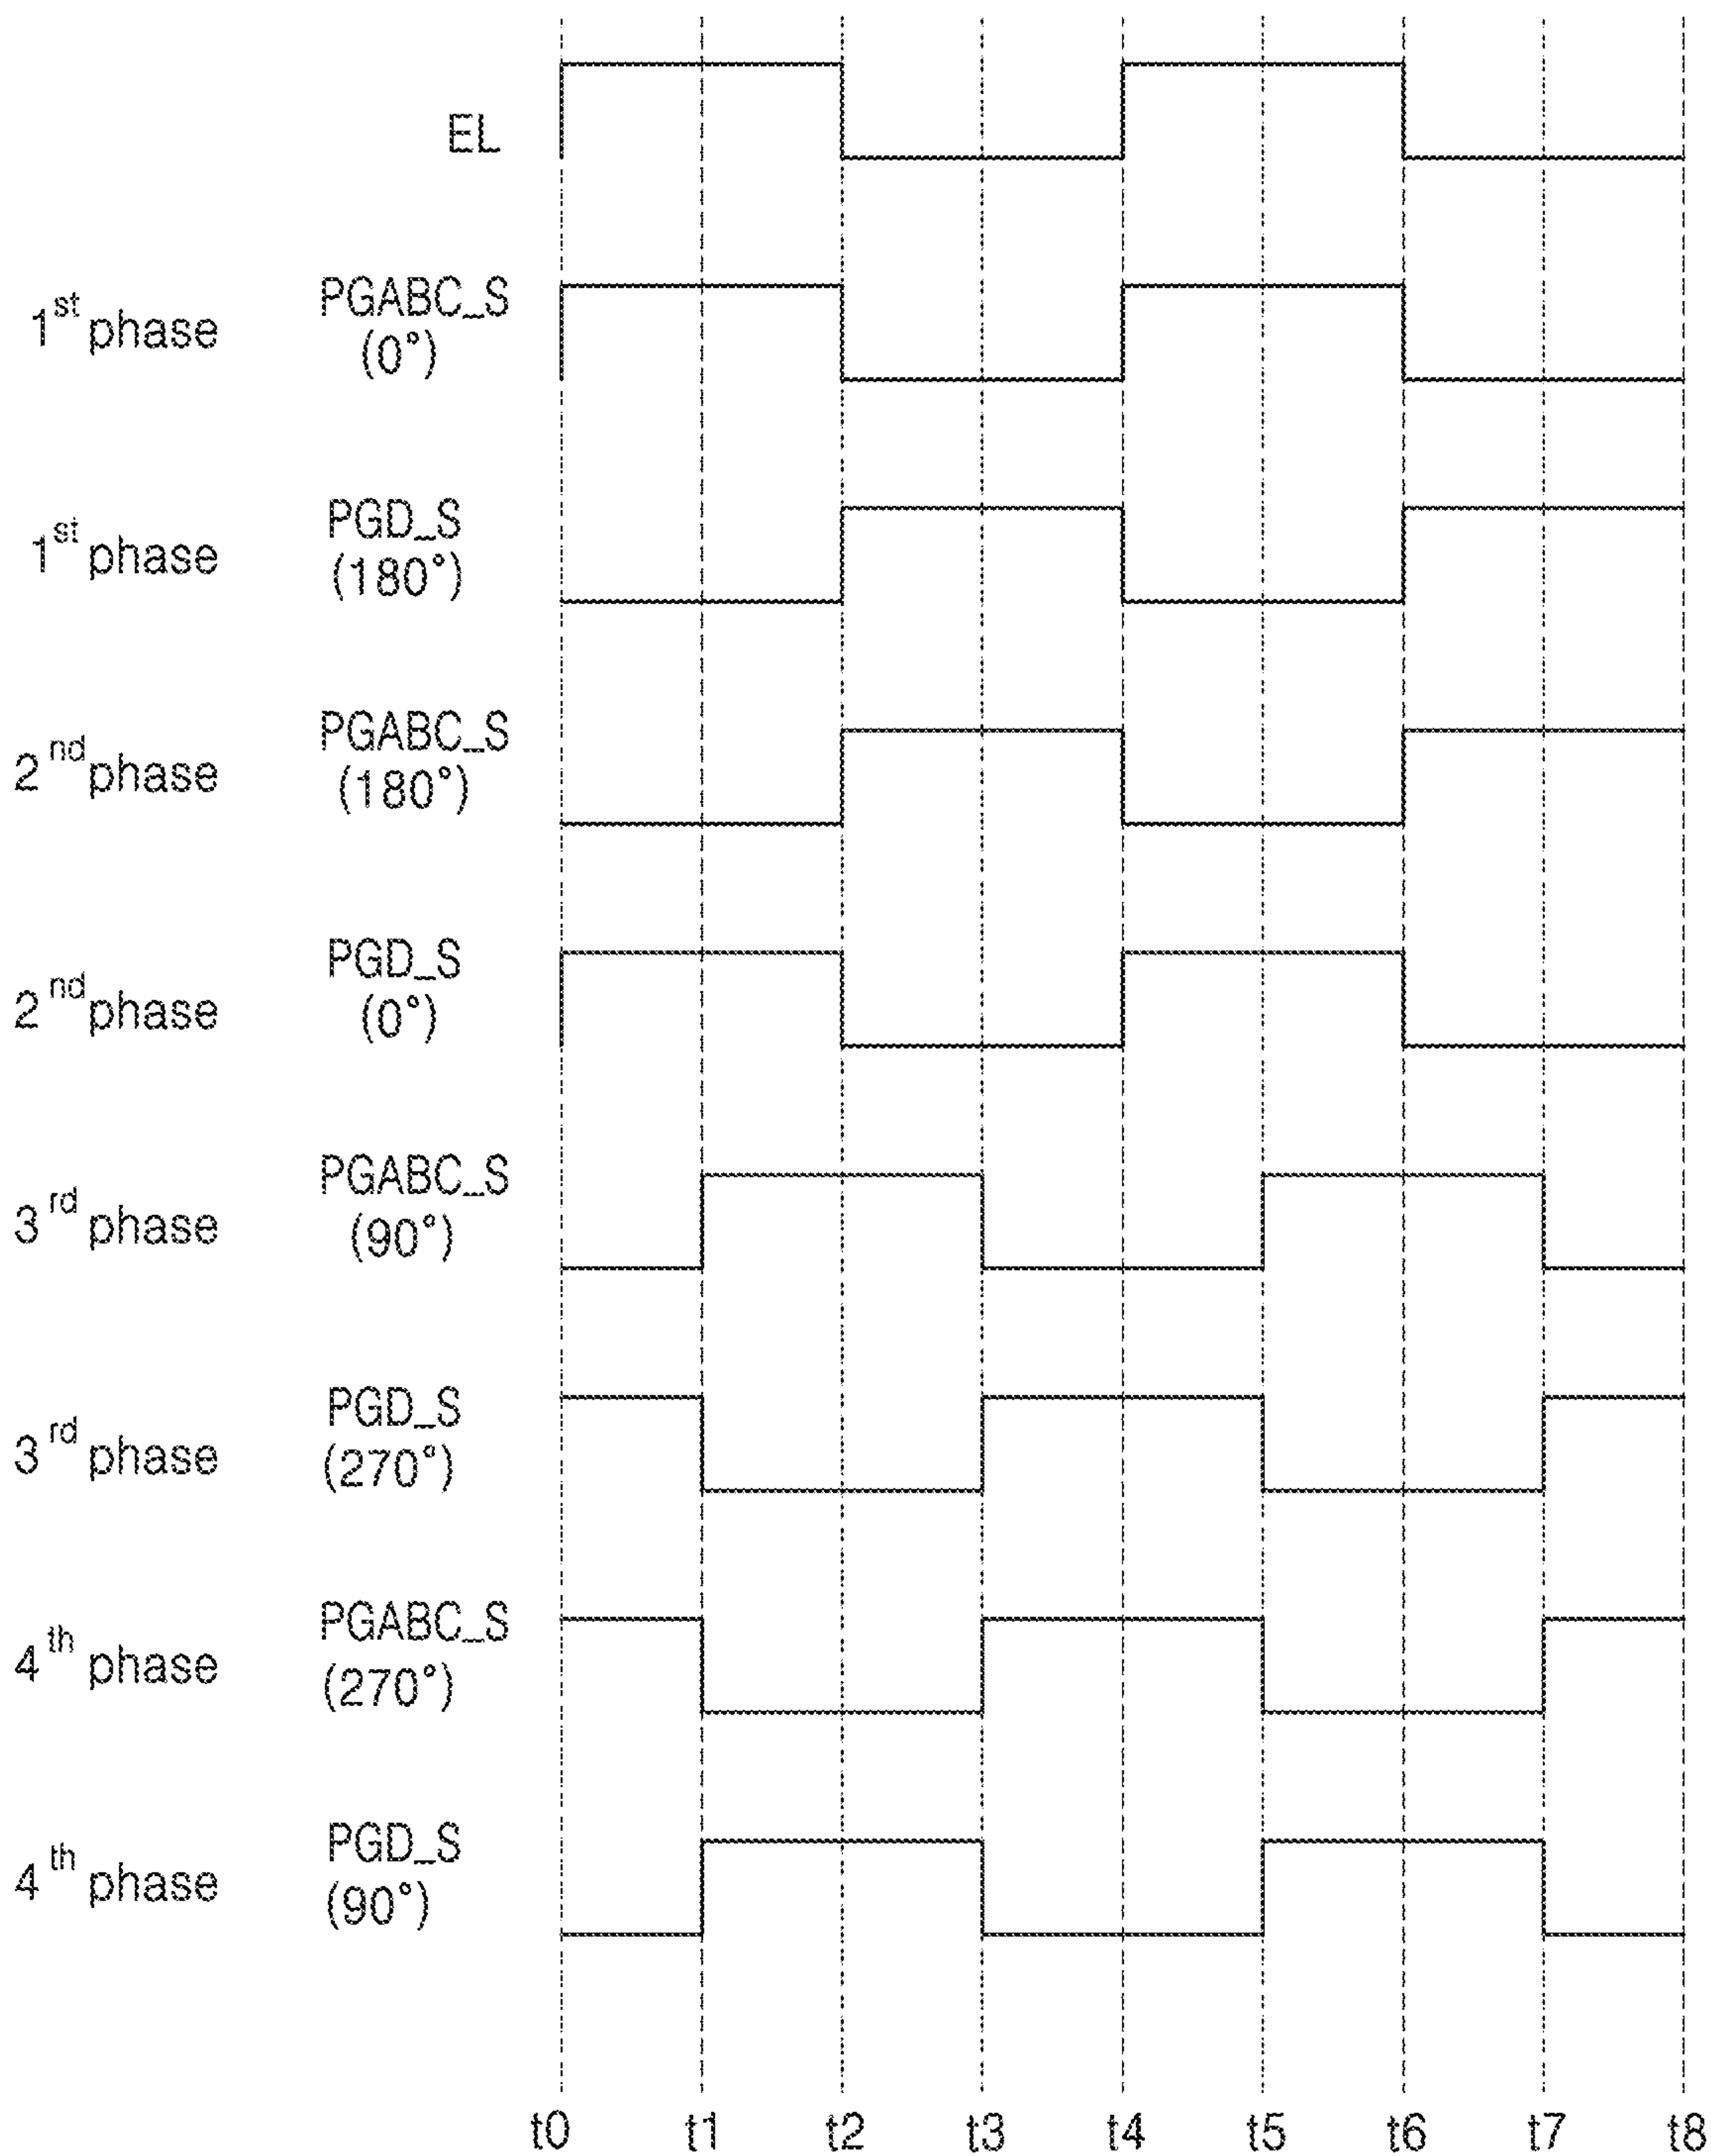 EL
1st phase PGABC_S
(0°)
1st phase PGD_S
(180°)
2nd phase PGABC_S
(180°)
2nd phase PGD_S
(0°)
3rd phase PGABC_S
(90°)
3rd phase PGD_S
(270°)
4th phase PGABC_S
(270°)
4th phase PGD_S
(90°)
t0 t1 t2 t3 t4 t5 t6 t7 t8